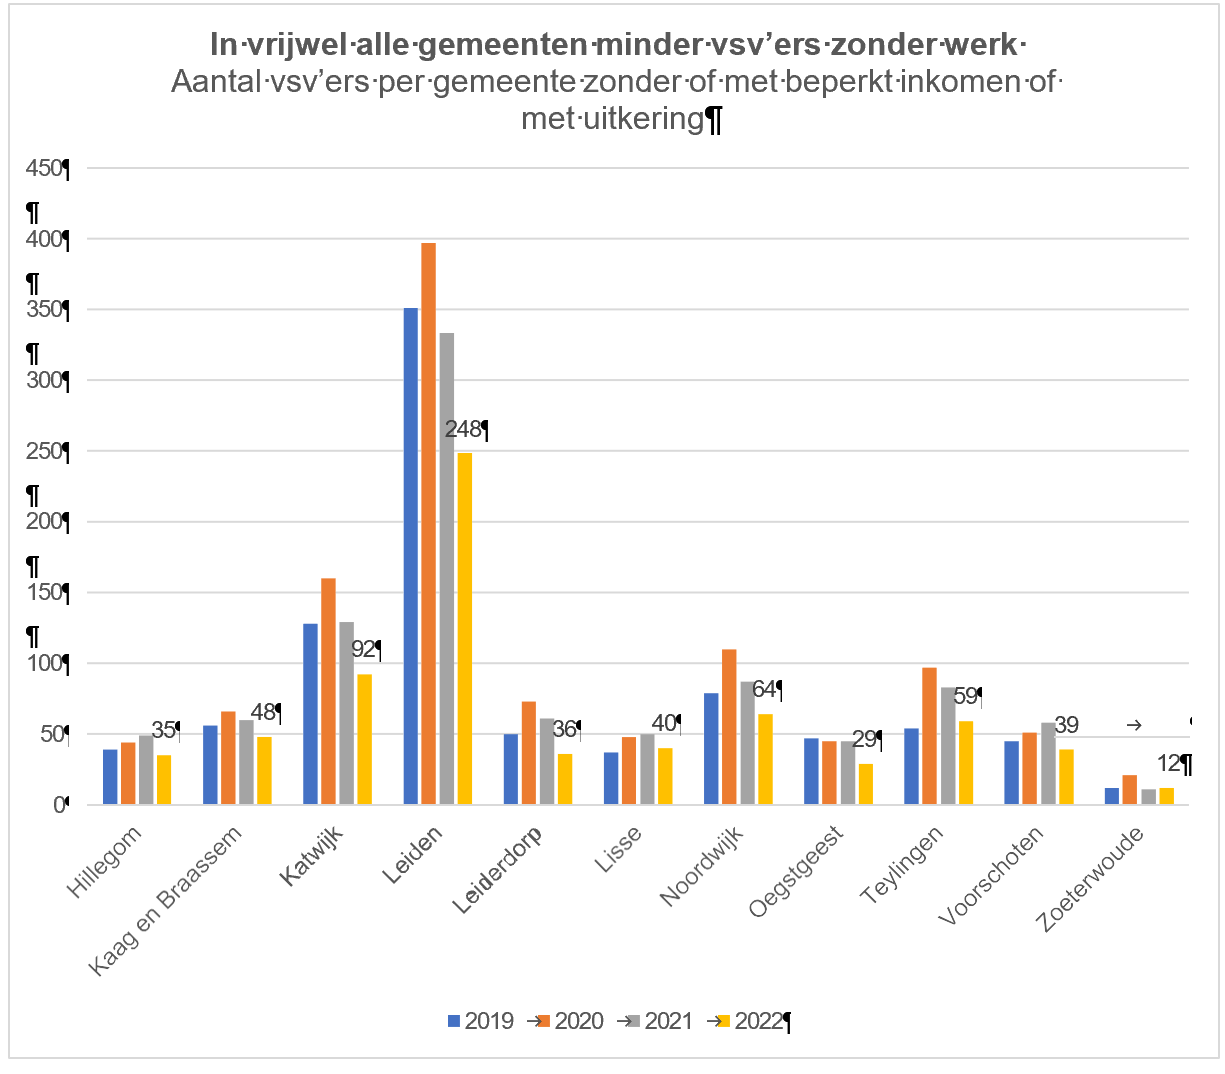 In vrijwel alle gemeenten minder vsv’ers zonder werk
Aantal vsv’ers per gemeente zonder of met beperkt inkomen of
met uitkering¶
450¶
¶
400¶
¶
350¶
¶
300¶
¶
250¶
¶
200¶
¶
150¶
¶
100¶
50¶
0¶
35¶
48¶
92¶
248¶
36¶
40¶
64¶
29¶
59¶
39 → ¶
12¶
Hillegom
Kaag en Braassem
Katwijk
Leiden
Leiderdorp
Lisse
Noordwijk
Oegstgeest
Teylingen
Voorschoten
Zoeterwoude
2019 → 2020 → 2021 → 2022¶